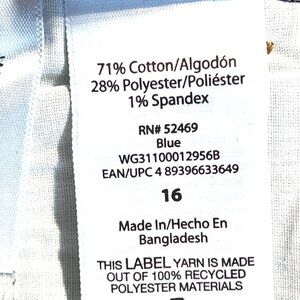 71% Cotton/Algodón
28% Polyester/Poliéster
1% Spandex
RN# 52469
Blue
WG31100012956B
EAN/UPC 4 89396633649
16
Made In/Hecho En
Bangladesh
THIS LABEL YARN IS MADE
OUT OF 100% RECYCLED
POLYESTER MATERIALS